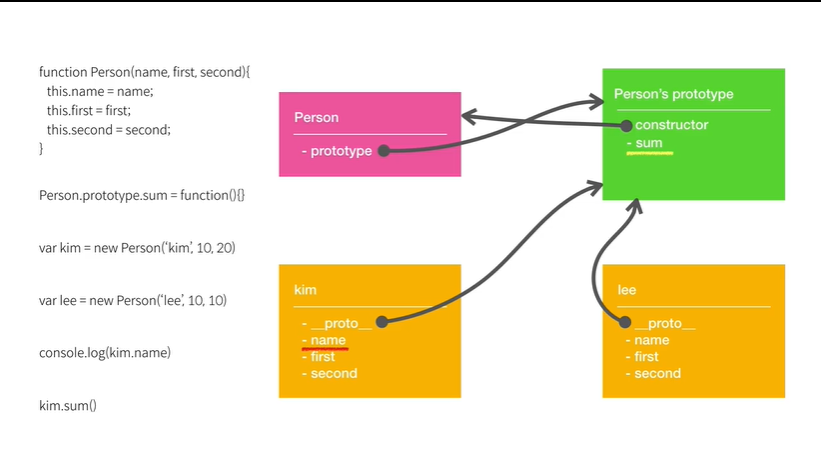 function Person(name, first, second){
this.name = name;
this.first = first;
this.second = second;
}
Person.prototype.sum = function(){}
var kim = new Person('kim', 10, 20)
var lee = new Person('lee', 10, 10)
console.log(kim.name)
kim.sum()
Person
- prototype
Person's prototype
constructor
- sum
kim
- __proto__
- name
- first
- second
lee
__proto__
- name
- first
- second